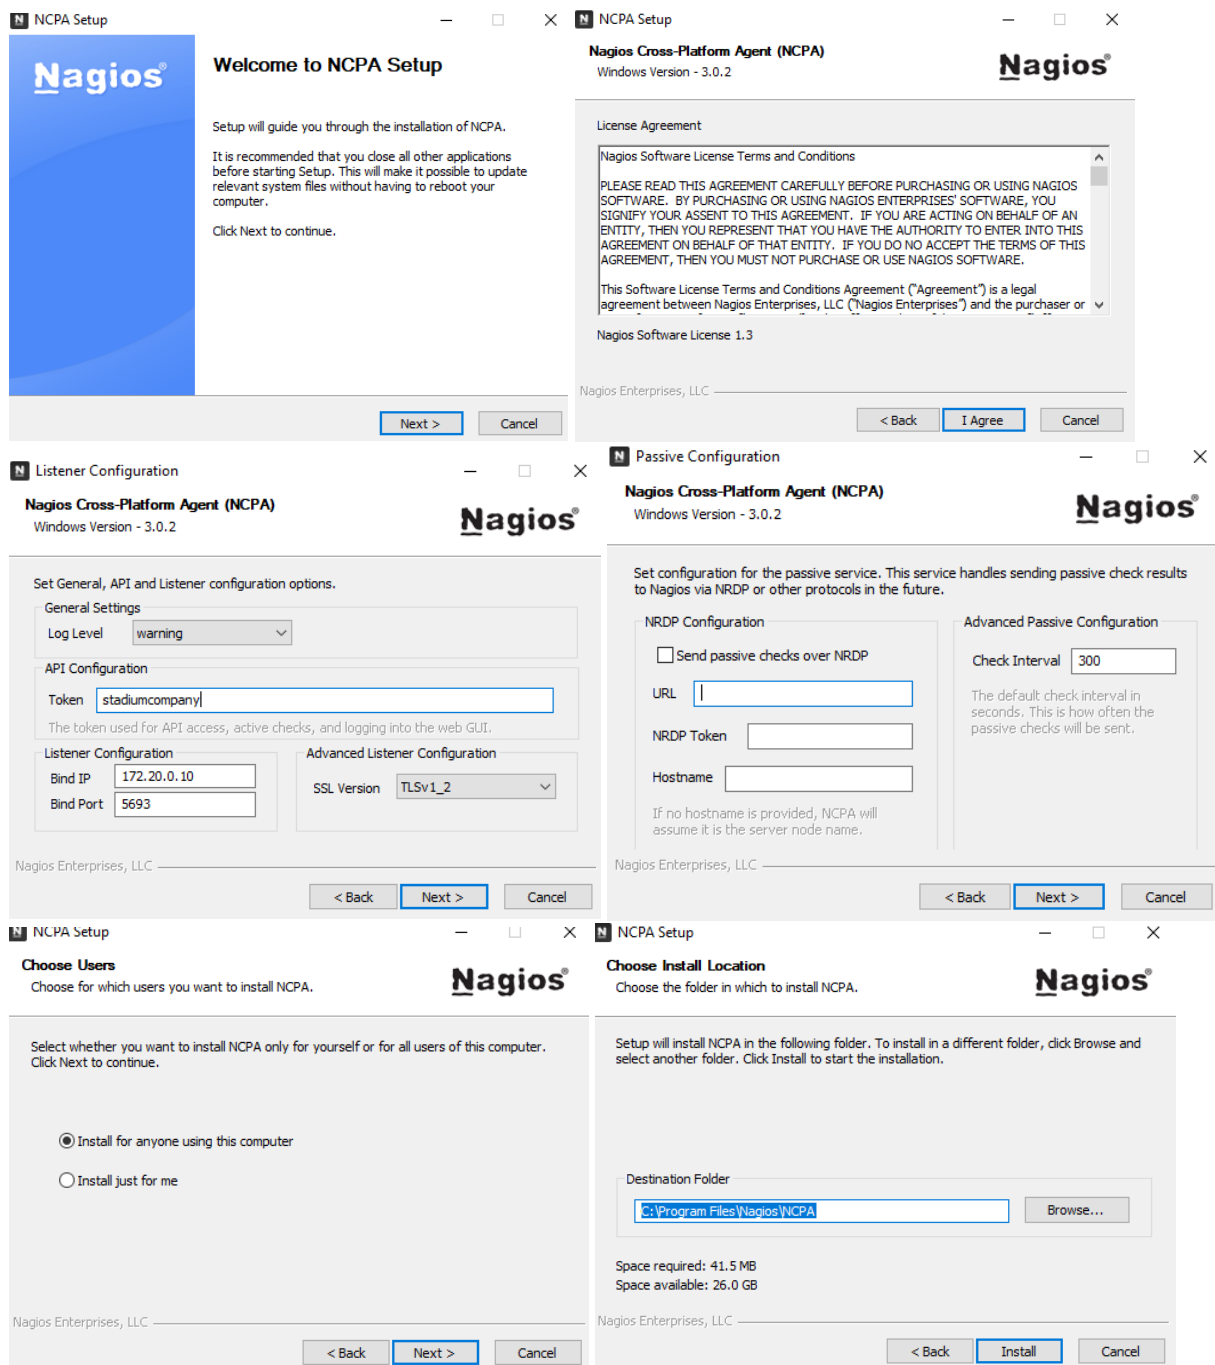 NCPA Setup
Nagios®
Welcome to NCPA Setup
Setup will guide you through the installation of NCPA.
It is recommended that you close all other applications
before starting Setup. This will make it possible to update
relevant system files without having to reboot your
computer.
Click Next to continue.
Next >
Cancel
NCPA Setup
Nagios Cross-Platform Agent (NCPA)
Windows Version - 3.0.2
Nagios®
License Agreement
Nagios Software License Terms and Conditions
PLEASE READ THIS AGREEMENT CAREFULLY BEFORE PURCHASING OR USING NAGIOS
SOFTWARE. BY PURCHASING OR USING NAGIOS ENTERPRISES' SOFTWARE, YOU
SIGNIFY YOUR ASSENT TO THIS AGREEMENT. IF YOU ARE ACTING ON BEHALF OF AN
ENTITY, THEN YOU REPRESENT THAT YOU HAVE THE AUTHORITY TO ENTER INTO THIS
AGREEMENT ON BEHALF OF THAT ENTITY. IF YOU DO NO ACCEPT THE TERMS OF THIS
AGREEMENT, THEN YOU MUST NOT PURCHASE OR USE NAGIOS SOFTWARE.
This Software License Terms and Conditions Agreement ("Agreement") is a legal
agreement between Nagios Enterprises, LLC ("Nagios Enterprises") and the purchaser or
Nagios Software License 1.3
Nagios Enterprises, LLC
< Back
I Agree
Cancel
Listener Configuration
Nagios Cross-Platform Agent (NCPA)
Windows Version - 3.0.2
Nagios®
Set General, API and Listener configuration options.
General Settings
Log Level
warning
API Configuration
Token
stadiumcompany
The token used for API access, active checks, and logging into the web GUI.
Listener Configuration
Bind IP
172.20.0.10
Bind Port
5693
Advanced Listener Configuration
SSL Version
TLSv1_2
Nagios Enterprises, LLC
< Back
Next >
Cancel
Passive Configuration
Nagios Cross-Platform Agent (NCPA)
Windows Version - 3.0.2
Nagios®
Set configuration for the passive service. This service handles sending passive check results
to Nagios via NRDP or other protocols in the future.
NRDP Configuration
Send passive checks over NRDP
URL
NRDP Token
Hostname
If no hostname is provided, NCPA will
assume it is the server node name.
Advanced Passive Configuration
Check Interval
300
The default check interval in
seconds. This is how often the
passive checks will be sent.
Nagios Enterprises, LLC
< Back
Next >
Cancel
NCPA Setup
Choose Users
Choose for which users you want to install NCPA.
Nagios®
Select whether you want to install NCPA only for yourself or for all users of this computer.
Click Next to continue.
Install for anyone using this computer
Install just for me
Nagios Enterprises, LLC
< Back
Next >
Cancel
NCPA Setup
Choose Install Location
Choose the folder in which to install NCPA.
Nagios®
Setup will install NCPA in the following folder. To install in a different folder, click Browse and
select another folder. Click Install to start the installation.
Destination Folder
C:\Program Files\Nagios\NCPA
Browse...
Space required: 41.5 MB
Space available: 26.0 GB
Nagios Enterprises, LLC
< Back
Install
Cancel